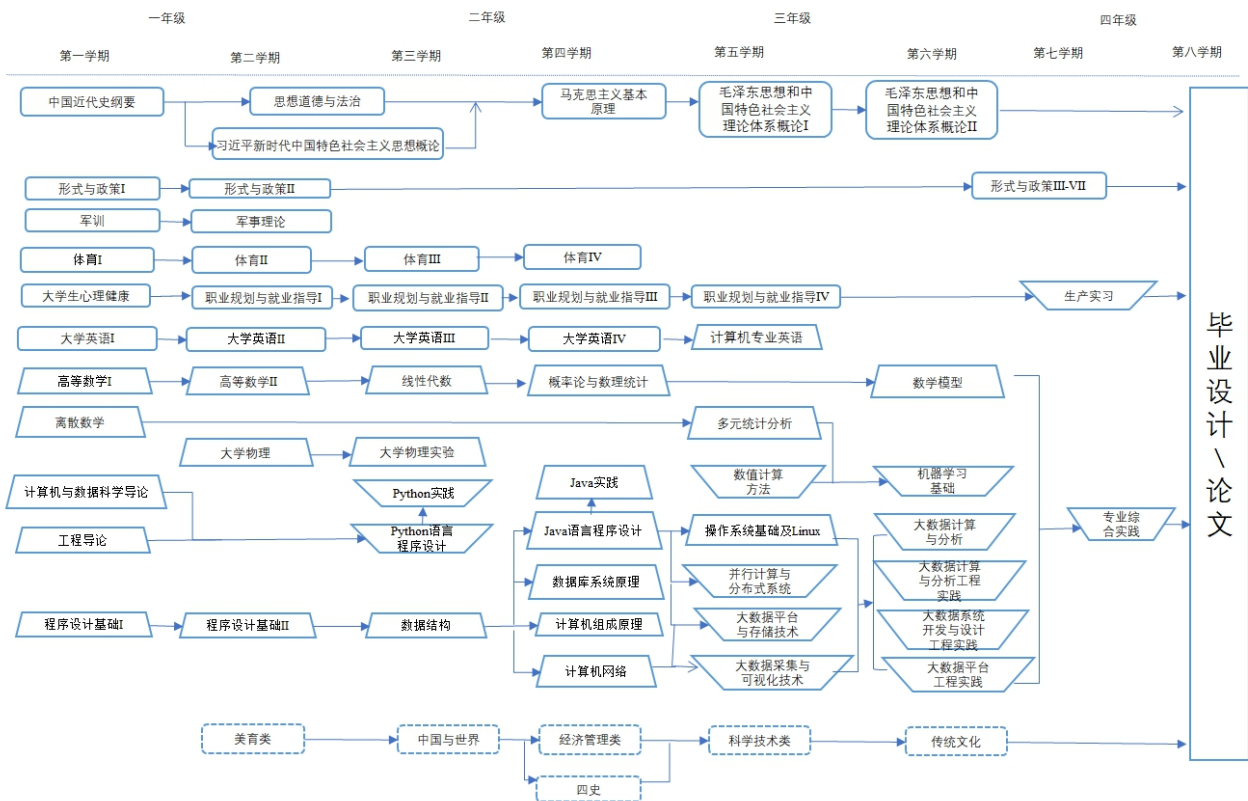 一年级
二年级
三年级
四年级
第一学期
第二学期
第三学期
第四学期
第五学期
第六学期
第七学期
第八学期
中国近代史纲要
思想道德与法治
习近平新时代中国特色社会主义思想概论
马克思主义基本
原理
毛泽东思想和中
国特色社会主义
理论体系概论I
毛泽东思想和中
国特色社会主义
理论体系概论II
形式与政策I
形式与政策II
形式与政策III-VII
军训
军事理论
体育I
体育II
体育III
体育IV
大学生心理健康
职业规划与就业指导I
职业规划与就业指导II
职业规划与就业指导III
职业规划与就业指导IV
生产实习
大学英语I
大学英语II
大学英语III
大学英语IV
计算机专业英语
高等数学I
高等数学II
线性代数
概率论与数理统计
数学模型
离散数学
多元统计分析
大学物理
大学物理实验
数值计算
方法
机器学习
基础
计算机与数据科学导论
Python实践
Java实践
工程导论
Python语言
程序设计
Java语言程序设计
操作系统基础及Linux
大数据计算
与分析
专业综
合实践
数据库系统原理
并行计算与
分布式系统
大数据计算
与分析工程
实践
程序设计基础I
程序设计基础II
数据结构
计算机组成原理
大数据平台
与存储技术
大数据系统
开发与设计
工程实践
计算机网络
大数据采集与
可视化技术
大数据平台
工程实践
美育类
中国与世界
经济管理类
科学技术类
传统文化
四史
毕业设计\论文